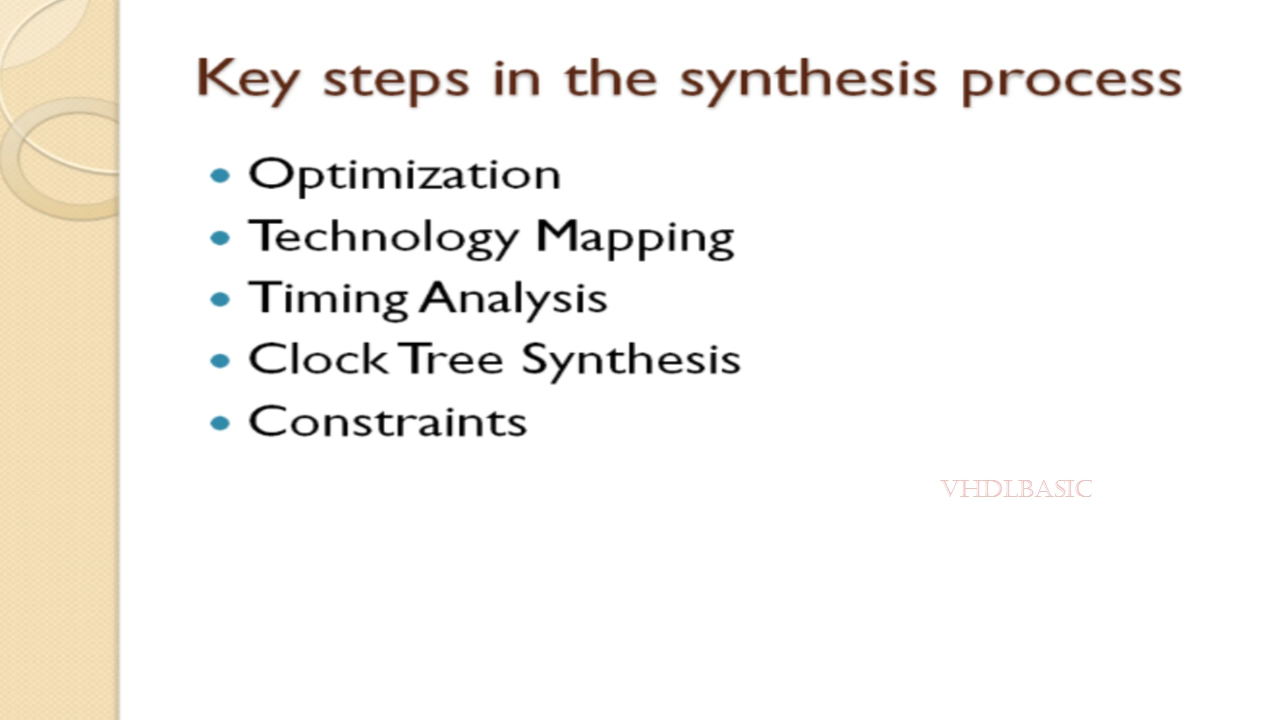 Key steps in the synthesis process
• Optimization
• Technology Mapping
• Timing Analysis
• Clock Tree Synthesis
• Constraints
VHDLBASIC